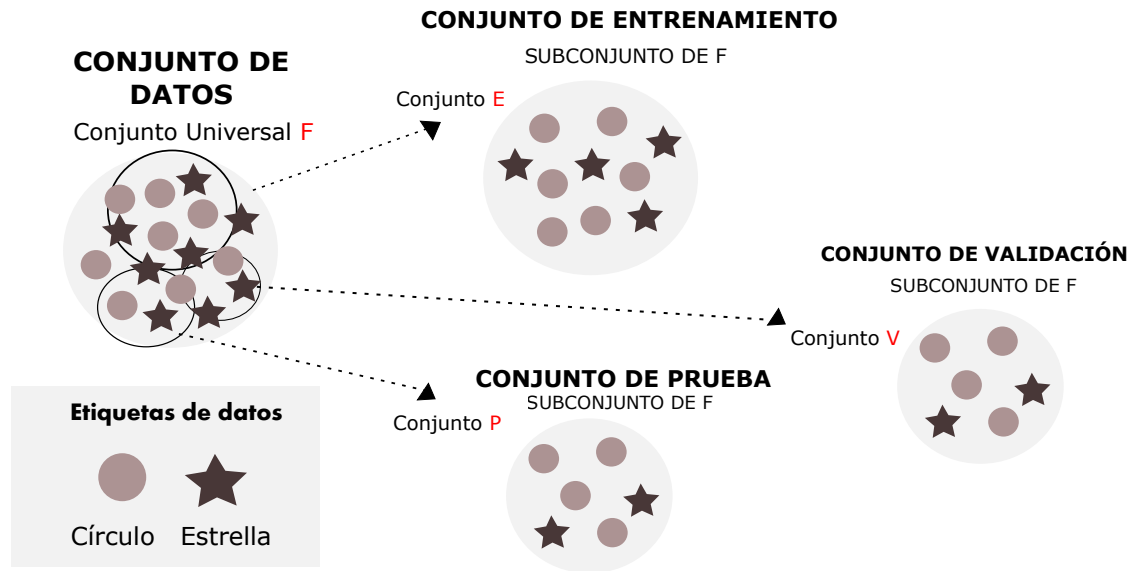 CONJUNTO DE
DATOS
Conjunto Universal F
CONJUNTO DE ENTRENAMIENTO
SUBCONJUNTO DE F
Conjunto E
CONJUNTO DE VALIDACIÓN
SUBCONJUNTO DE F
Conjunto V
CONJUNTO DE PRUEBA
SUBCONJUNTO DE F
Conjunto P
Etiquetas de datos
Círculo Estrella